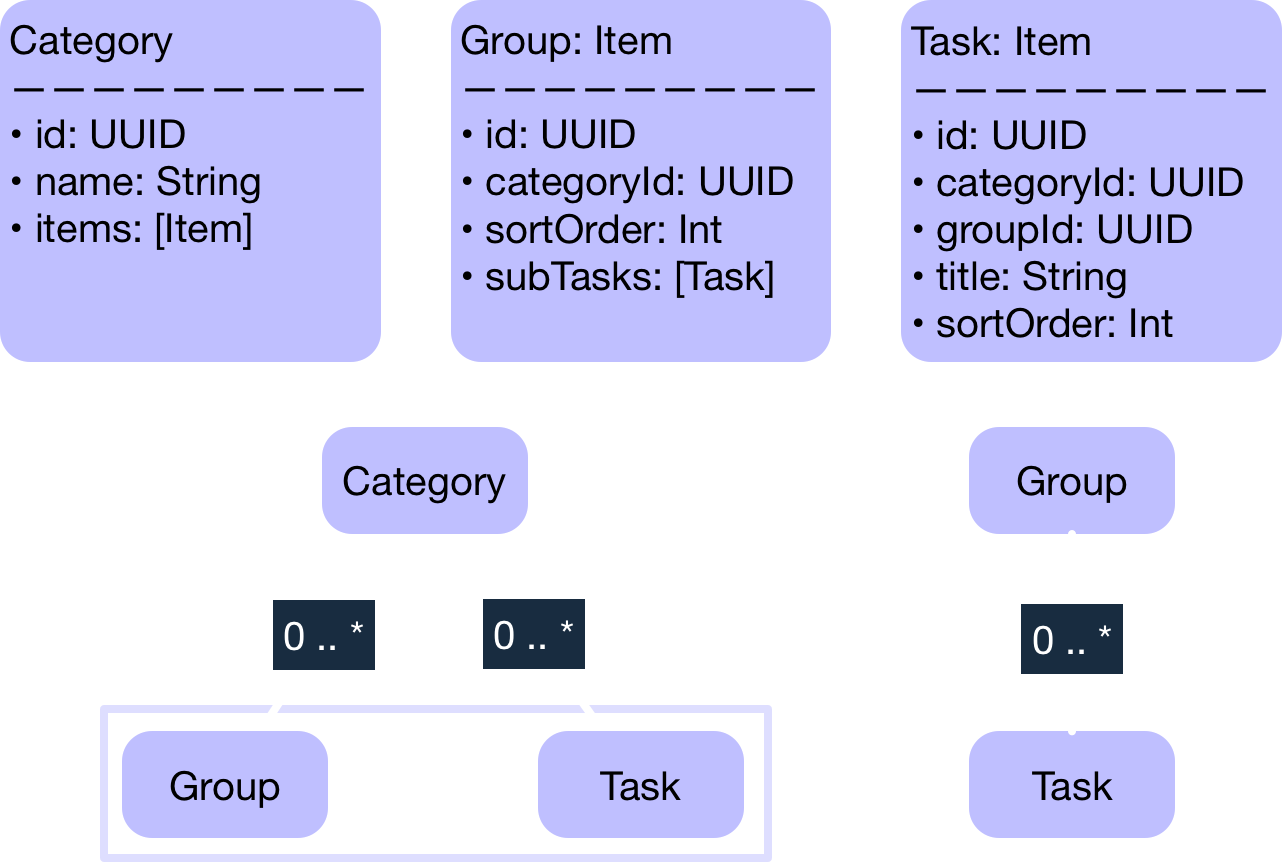 Category
• id: UUID
• name: String
• items: [Item]
Group: Item
• id: UUID
• categoryId: UUID
• sortOrder: Int
• subTasks: [Task]
Task: Item
• id: UUID
• categoryId: UUID
• groupId: UUID
• title: String
• sortOrder: Int
Category
0 .. *
0 .. *
Group
Task
Group
0 .. *
Task